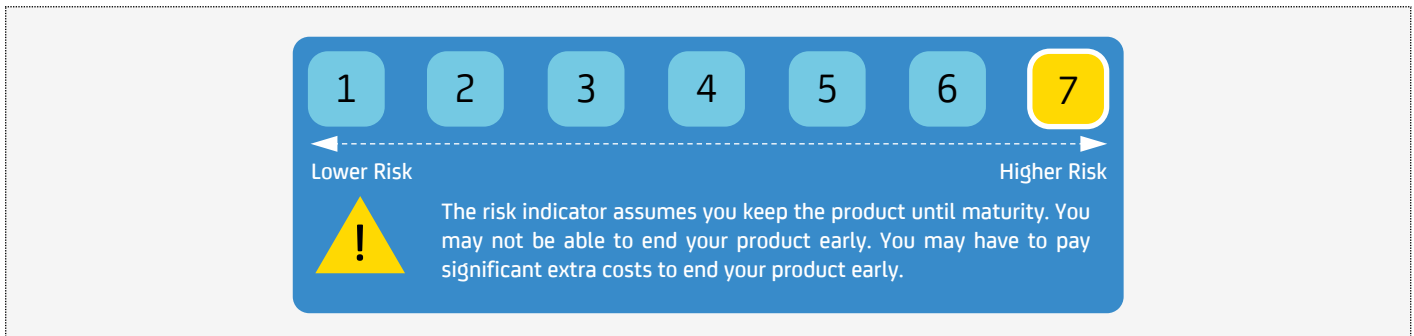 1 2 3 4 5 6 7
Lower Risk Higher Risk
!
The risk indicator assumes you keep the product until maturity. You
may not be able to end your product early. You may have to pay
significant extra costs to end your product early.